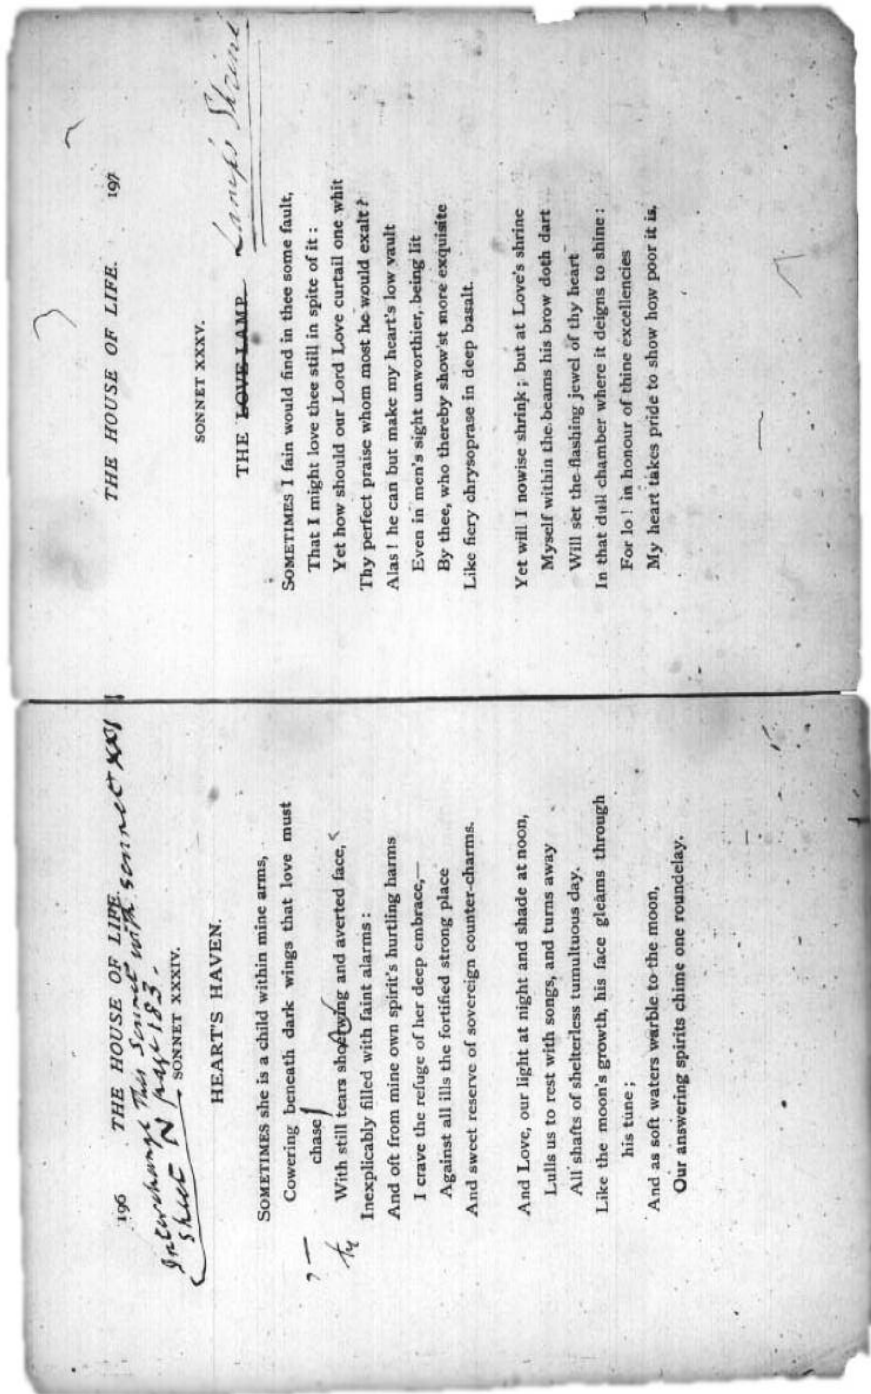 196 THE HOUSE OF LIFE.
Interchange This Sonnet with sonnet XXI
Sheet N page 183.
SONNET XXXIV.
HEART'S HAVEN.
SOMETIMES she is a child within mine arms,
Cowering beneath dark wings that love must
chase
, —
With still tears showering and averted face,
Inexplicably filled with faint alarms :
And oft from mine own spirit's hurtling harms
I crave the refuge of her deep embrace,—
Against all ills the fortified strong place
And sweet reserve of sovereign counter-charms.
And Love, our light at night and shade at noon,
Lulls us to rest with songs, and turns away
All shafts of shelterless tumultuous day.
Like the moon's growth, his face gleams through
his tune ;
And as soft waters warble to the moon,
Our answering spirits chime one roundelay.
THE HOUSE OF LIFE. 197
SONNET XXXV.
THE LOVE-LAMP. Lamp's Shrine
SOMETIMES I fain would find in thee some fault,
That I might love thee still in spite of it :
Yet how should our Lord Love curtail one whit
Thy perfect praise whom most he would exalt ?
Alas ! he can but make my heart's low vault
Even in men's sight unworthier, being lit
By thee, who thereby show'st more exquisite
Like fiery chrysoprase in deep basalt.
Yet will I nowise shrink ; but at Love's shrine
Myself within the beams his brow doth dart
Will set the flashing jewel of thy heart
In that dull chamber where it deigns to shine :
For lo ! in honour of thine excellencies
My heart takes pride to show how poor it is.